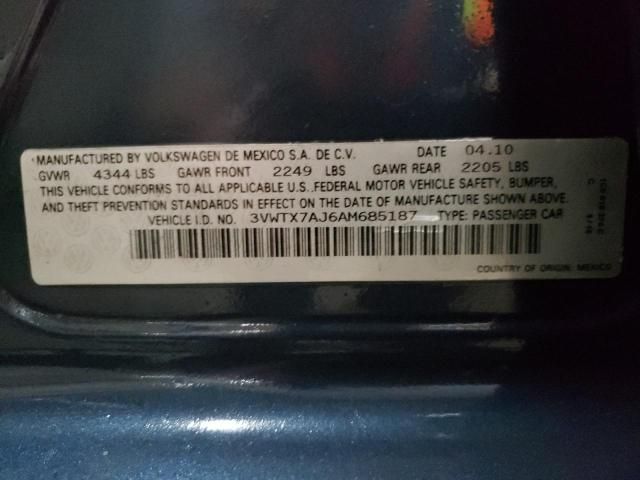 MANUFACTURED BY VOLKSWAGEN DE MEXICO S.A. DE C.V. DATE 04.10
GVWR 4344 LBS GAWR FRONT 2249 LBS GAWR REAR 2205 LBS
THIS VEHICLE CONFORMS TO ALL APPLICABLE U.S.FEDERAL MOTOR VEHICLE SAFETY, BUMPER,
AND THEFT PREVENTION STANDARDS IN EFFECT ON THE DATE OF MANUFACTURE SHOWN ABOVE.
VEHICLE I.D. NO. 3VWTX7AJ6AM685187 TYPE: PASSENGER CAR
COUNTRY OF ORIGIN: MEXICO